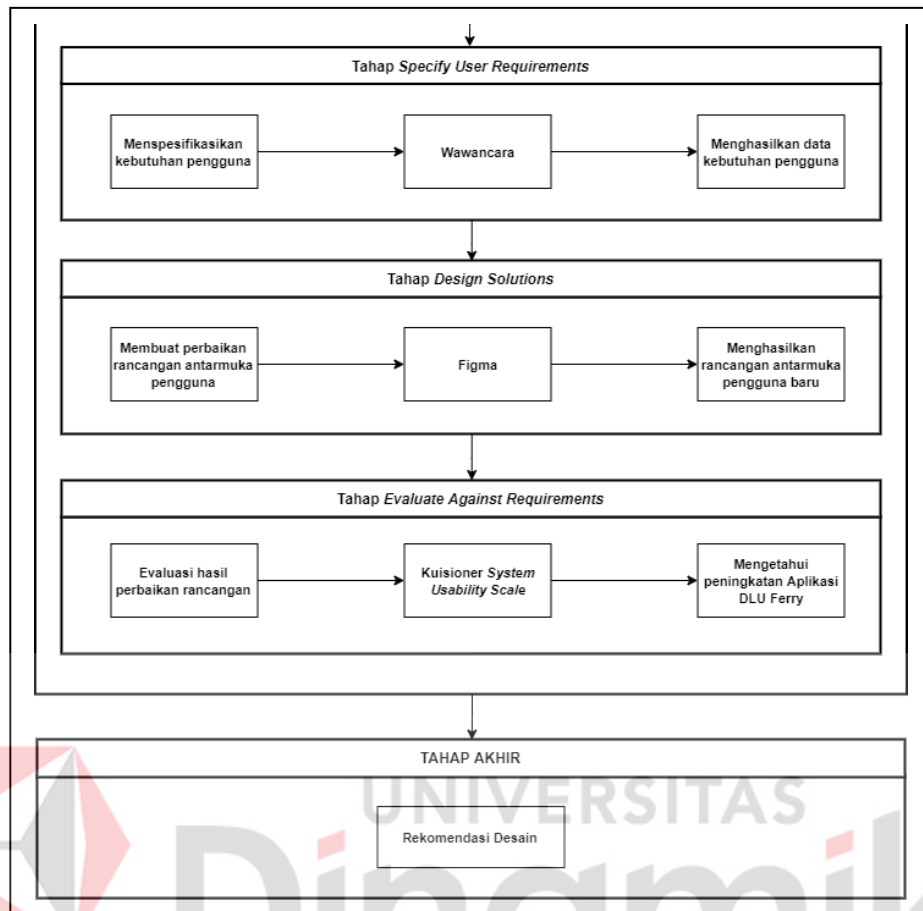 Tahap Specify User Requirements
Menspesifikasikan
kebutuhan pengguna
Wawancara
Menghasilkan data
kebutuhan pengguna
Tahap Design Solutions
Membuat perbaikan
rancangan antarmuka
pengguna
Figma
Menghasilkan
rancangan antarmuka
pengguna baru
Tahap Evaluate Against Requirements
Evaluasi hasil
perbaikan rancangan
Kuisioner System
Usability Scale
Mengetahui
peningkatan Aplikasi
DLU Ferry
TAHAP AKHIR
UNIVERSITAS
Rekomendasi Desain